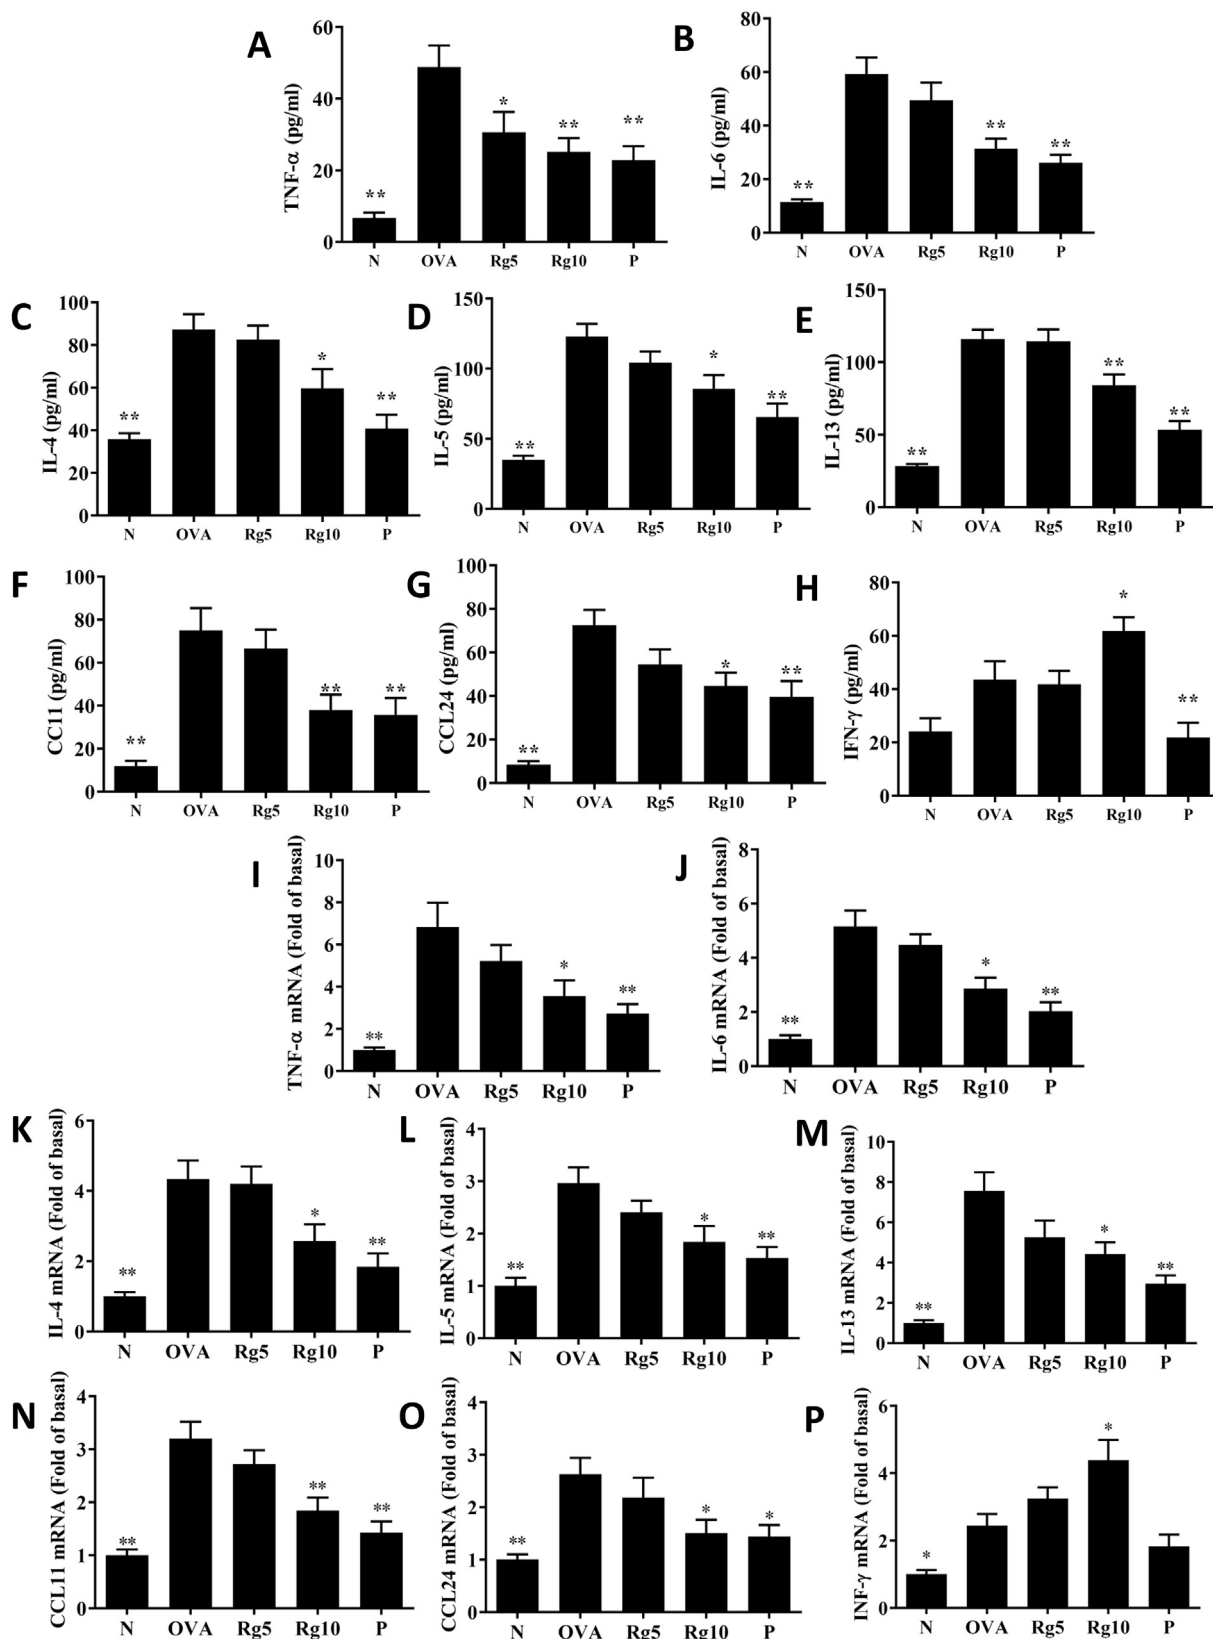 A
TNF-α (pg/ml)
60
40
20
0
**
*
**
**
N OVA Rg5 Rg10 P
B
IL-6 (pg/ml)
80
60
40
20
0
**
**
**
N OVA Rg5 Rg10 P
C
IL-4 (pg/ml)
100
80
60
40
20
0
**
*
**
N OVA Rg5 Rg10 P
D
IL-5 (pg/ml)
150
100
50
0
**
*
**
N OVA Rg5 Rg10 P
E
IL-13 (pg/ml)
150
100
50
0
**
**
**
N OVA Rg5 Rg10 P
F
CC11 (pg/ml)
100
80
60
40
20
0
**
**
**
N OVA Rg5 Rg10 P
G
CCL24 (pg/ml)
100
80
60
40
20
0
**
*
**
N OVA Rg5 Rg10 P
H
IFN-γ (pg/ml)
80
60
40
20
0
*
**
N OVA Rg5 Rg10 P
I
TNF-α mRNA (Fold of basal)
10
8
6
4
2
0
**
*
**
N OVA Rg5 Rg10 P
J
IL-6 mRNA (Fold of basal)
8
6
4
2
0
**
*
**
N OVA Rg5 Rg10 P
K
IL-4 mRNA (Fold of basal)
6
4
2
0
**
*
**
N OVA Rg5 Rg10 P
L
IL-5 mRNA (Fold of basal)
4
3
2
1
0
**
*
**
N OVA Rg5 Rg10 P
M
IL-13 mRNA (Fold of basal)
10
8
6
4
2
0
**
*
**
N OVA Rg5 Rg10 P
N
CCL11 mRNA (Fold of basal)
4
3
2
1
0
**
**
**
N OVA Rg5 Rg10 P
O
CCL24 mRNA (Fold of basal)
4
3
2
1
0
**
*
*
N OVA Rg5 Rg10 P
P
INF-γ mRNA (Fold of basal)
6
4
2
0
*
*
N OVA Rg5 Rg10 P